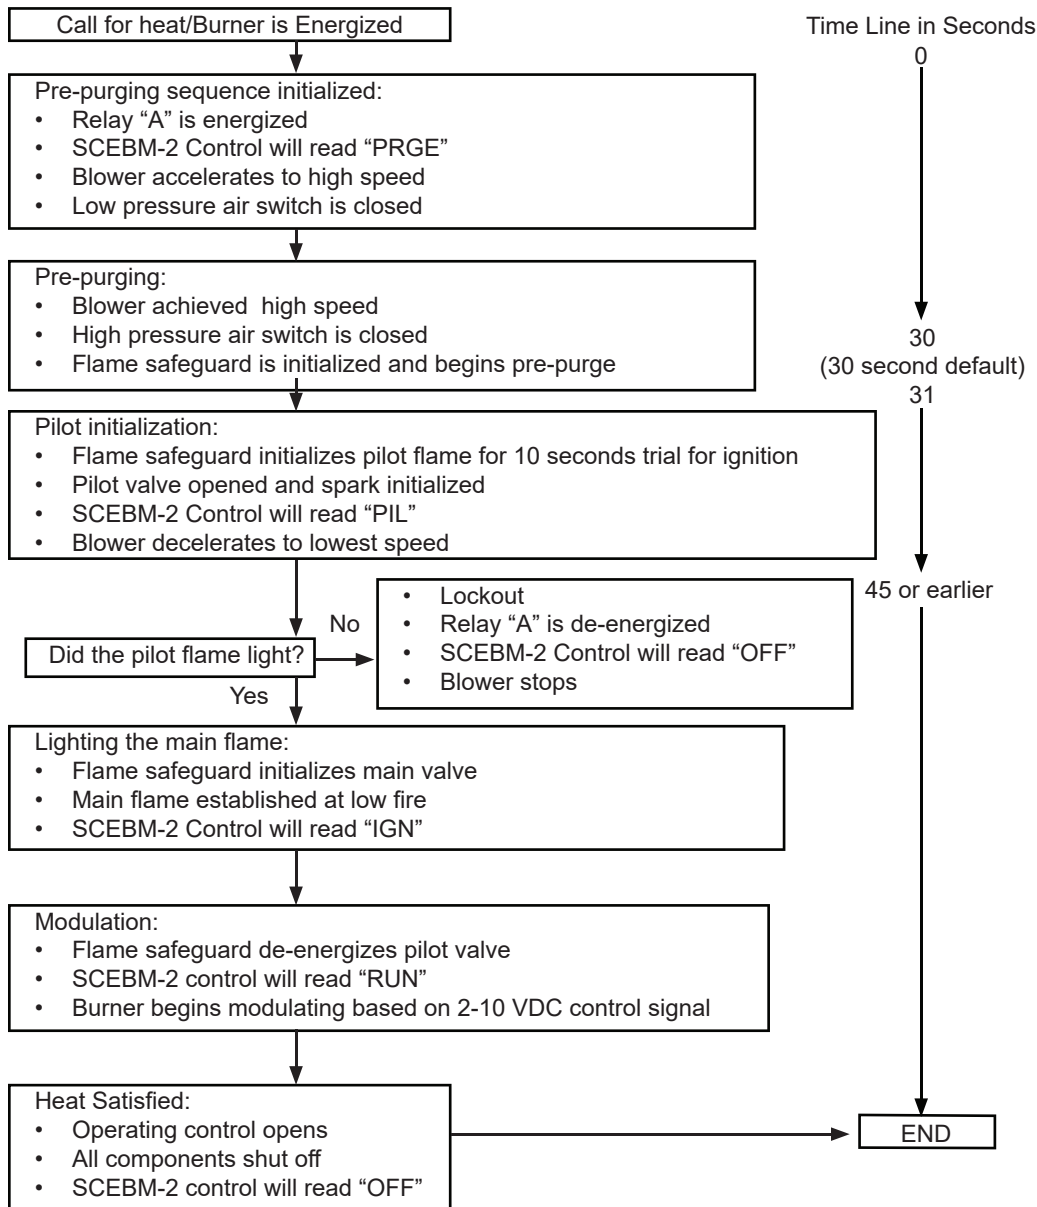 Call for heat/Burner is Energized
Time Line in Seconds
0
Pre-purging sequence initialized:
• Relay “A” is energized
• SCEBM-2 Control will read “PRGE”
• Blower accelerates to high speed
• Low pressure air switch is closed
Pre-purging:
• Blower achieved high speed
• High pressure air switch is closed
• Flame safeguard is initialized and begins pre-purge
30
(30 second default)
31
Pilot initialization:
• Flame safeguard initializes pilot flame for 10 seconds trial for ignition
• Pilot valve opened and spark initialized
• SCEBM-2 Control will read “PIL”
• Blower decelerates to lowest speed
45 or earlier
Did the pilot flame light?
No
• Lockout
• Relay “A” is de-energized
• SCEBM-2 Control will read “OFF”
• Blower stops
Yes
Lighting the main flame:
• Flame safeguard initializes main valve
• Main flame established at low fire
• SCEBM-2 Control will read “IGN”
Modulation:
• Flame safeguard de-energizes pilot valve
• SCEBM-2 control will read “RUN”
• Burner begins modulating based on 2-10 VDC control signal
Heat Satisfied:
• Operating control opens
• All components shut off
• SCEBM-2 control will read “OFF”
END